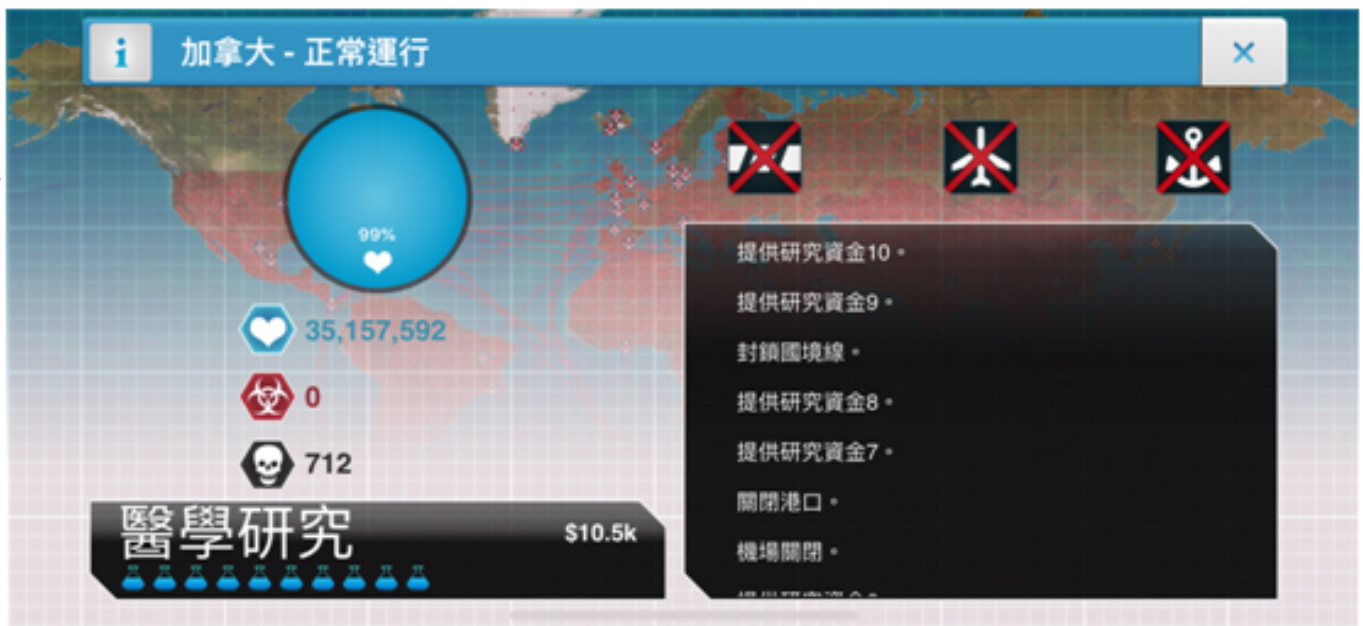 i 加拿大 - 正常運行 ×
99%
35,157,592
0
712
醫學研究 $10.5k
提供研究資金10。
提供研究資金9。
封鎖國境線。
提供研究資金8。
提供研究資金7。
關閉港口。
機場關閉。